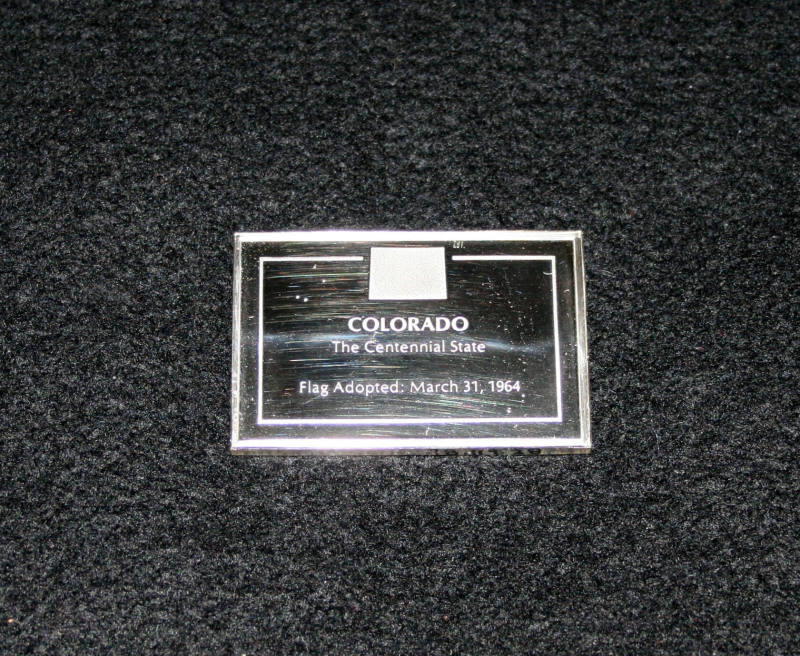 COLORADO
The Centennial State
Flag Adopted: March 31, 1964